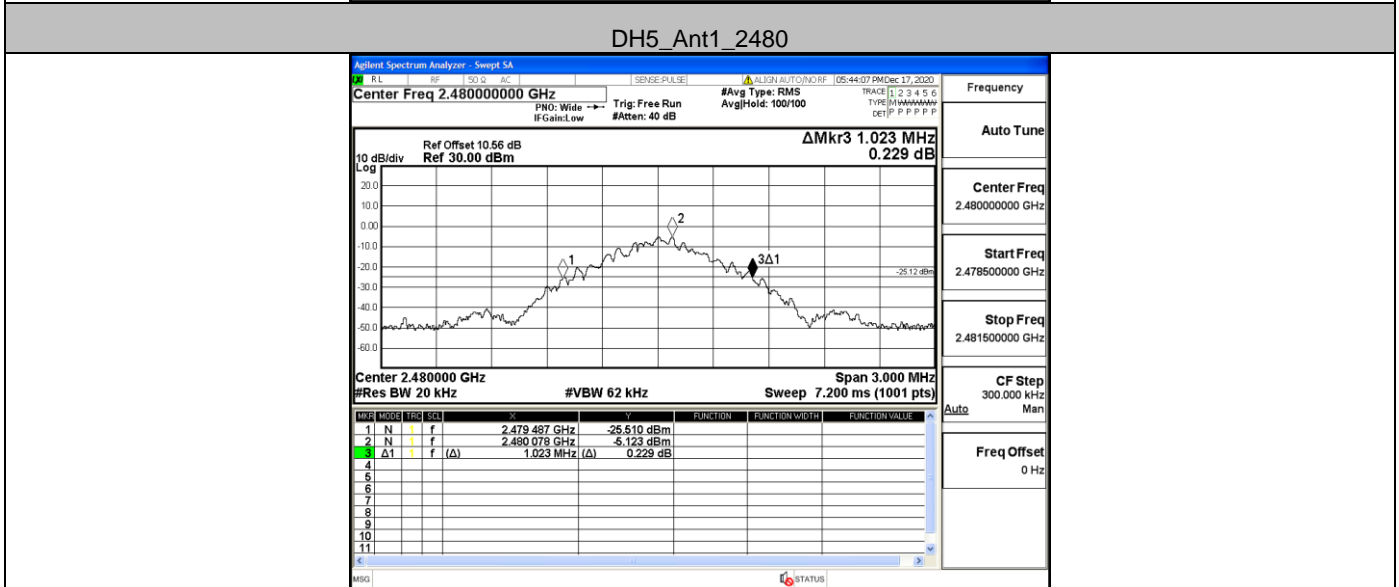 DH5_Ant1_2480
Agilent Spectrum Analyzer - Swept SA
RL RF 50 Ω AC SENSE:PULSE ALIGN AUTO/NO RF 05:44:07 PM Dec 17, 2020
Center Freq 2.480000000 GHz
PNO: Wide
IFGain:Low
Trig: Free Run
#Atten: 40 dB
#Avg Type: RMS
Avg|Hold: 100/100
TRACE 1 2 3 4 5 6
TYPE M
DET P P P P P P
Ref Offset 10.56 dB
10 dB/div Ref 30.00 dBm
Log
ΔMkr3 1.023 MHz
0.229 dB
20.0
10.0
0.00
-10.0
-20.0
-30.0
-40.0
-50.0
-60.0
1
2
3Δ1
-25.12 dBm
Center 2.480000 GHz Span 3.000 MHz
#Res BW 20 kHz #VBW 62 kHz Sweep 7.200 ms (1001 pts)
MKR MODE TRC SCL X Y FUNCTION FUNCTION WIDTH FUNCTION VALUE
1 N 1 f 2.479 487 GHz -25.510 dBm
2 N 1 f 2.480 078 GHz -5.123 dBm
3 Δ1 1 f (Δ) 1.023 MHz (Δ) 0.229 dB
4
5
6
7
8
9
10
11
MSG STATUS
Frequency
Auto Tune
Center Freq
2.480000000 GHz
Start Freq
2.478500000 GHz
Stop Freq
2.481500000 GHz
CF Step
300.000 kHz
Auto Man
Freq Offset
0 Hz